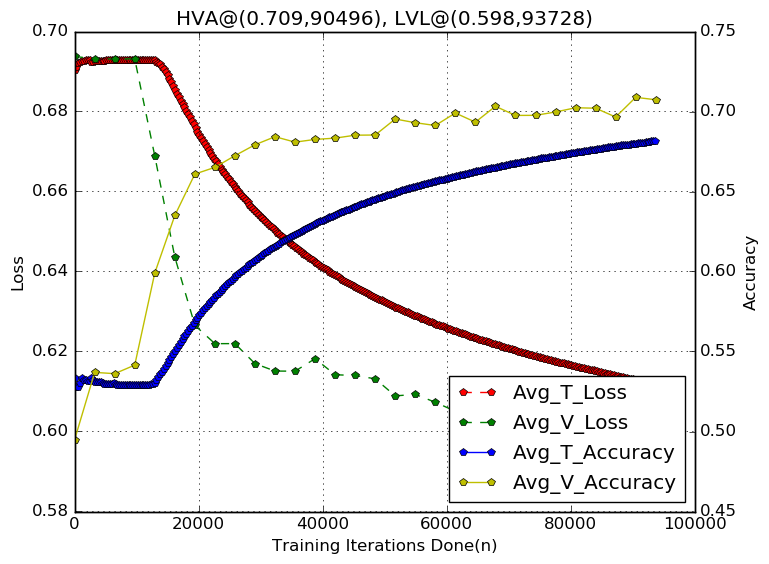 HVA@(0.709,90496), LVL@(0.598,93728)
0.70
0.68
0.66
0.64
0.62
0.60
0.58
Loss
0.75
0.70
0.65
0.60
0.55
0.50
0.45
Accuracy
Avg_T_Loss
Avg_V_Loss
Avg_T_Accuracy
Avg_V_Accuracy
0 20000 40000 60000 80000 100000
Training Iterations Done(n)